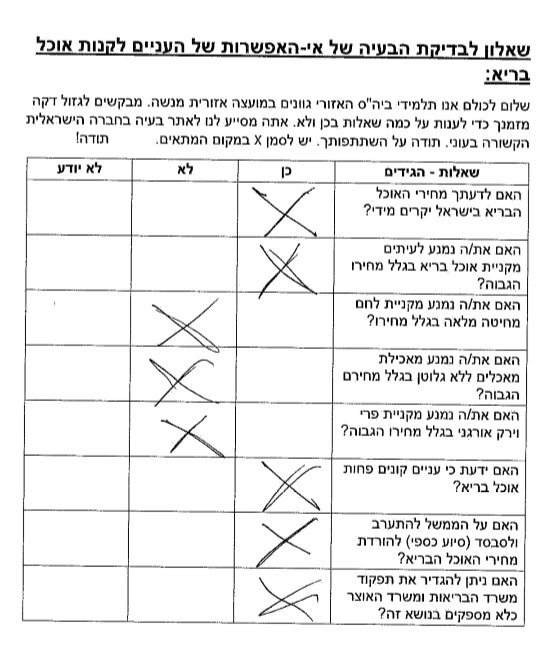 שאלון לבדיקת הבעיה של אי-האפשרות של העניים לקנות אוכל
בריא:
שלום לכולם אנו תלמידי ביה"ס האזורי גוונים במועצה אזורית מנשה. מבקשים לגזול דקה
מזמנך כדי לענות על כמה שאלות בכן ולא. אתה מסייע לנו לאתר בעיה בחברה הישראלית
הקשורה בעוני. תודה על השתתפותך. יש לסמן X במקום המתאים. תודה!
שאלות - הגידים כן לא לא יודע
האם לדעתך מחירי האוכל
הבריא בישראל יקרים מידי? X
האם את/ה נמנע לעיתים
מקניית אוכל בריא בגלל מחירו X
הגבוה?
האם את/ה נמנע מקניית לחם
מחיטה מלאה בגלל מחירו? X
האם את/ה נמנע מאכילת
מאכלים ללא גלוטן בגלל מחירם X
הגבוה?
האם את/ה נמנע מקניית פרי
וירק אורגני בגלל מחירו הגבוה? X
האם ידעת כי עניים קונים פחות
אוכל בריא? X
האם על הממשל להתערב
ולסבסד (סיוע כספי) להורדת X
מחירי האוכל הבריא?
האם ניתן להגדיר את תפקוד
משרד הבריאות ומשרד האוצר X
כלא מספקים בנושא זה?